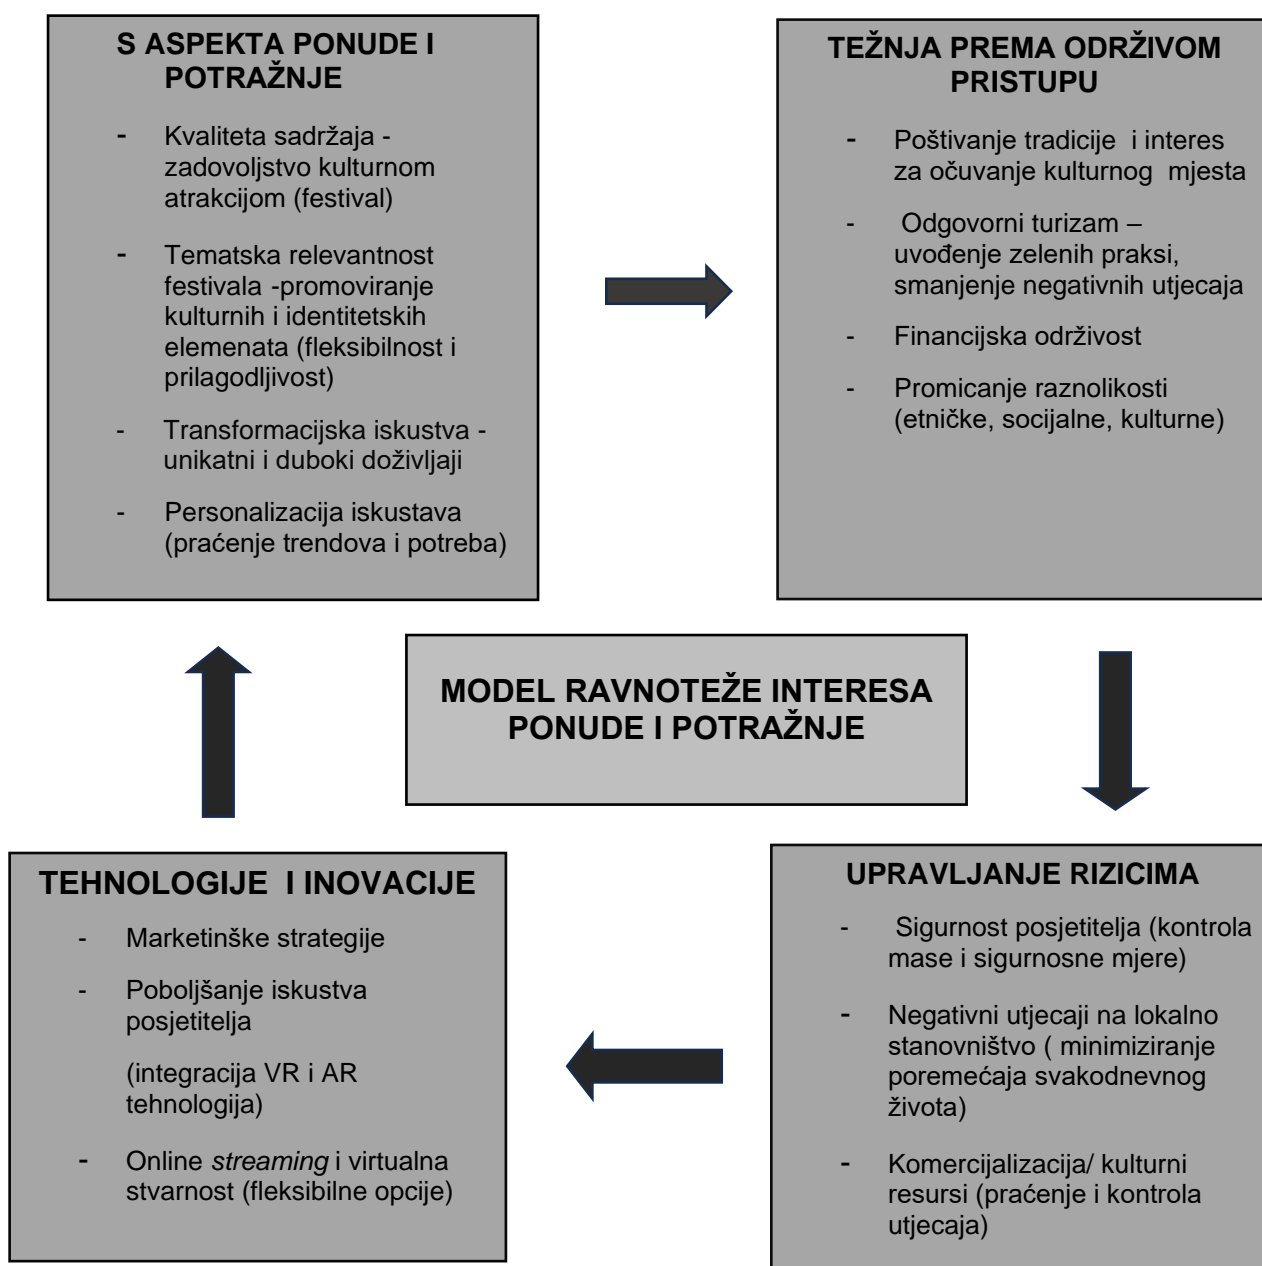 S ASPEKTA PONUDE I
POTRAŽNJE
- Kvaliteta sadržaja -
zadovoljstvo kulturnom
atrakcijom (festival)
- Tematska relevantnost
festivala -promoviranje
kulturnih i identitetskih
elemenata (fleksibilnost i
prilagodljivost)
- Transformacijska iskustva -
unikatni i duboki doživljaji
- Personalizacija iskustava
(praćenje trendova i potreba)
TEŽNJA PREMA ODRŽIVOM
PRISTUPU
- Poštivanje tradicije i interes
za očuvanje kulturnog mjesta
- Odgovorni turizam –
uvođenje zelenih praksi,
smanjenje negativnih utjecaja
- Financijska održivost
- Promicanje raznolikosti
(etničke, socijalne, kulturne)
MODEL RAVNOTEŽE INTERESA
PONUDE I POTRAŽNJE
TEHNOLOGIJE I INOVACIJE
- Marketinške strategije
- Poboljšanje iskustva
posjetitelja
(integracija VR i AR
tehnologija)
- Online streaming i virtualna
stvarnost (fleksibilne opcije)
UPRAVLJANJE RIZICIMA
- Sigurnost posjetitelja (kontrola
mase i sigurnosne mjere)
- Negativni utjecaji na lokalno
stanovništvo ( minimiziranje
poremećaja svakodnevnog
života)
- Komercijalizacija/ kulturni
resursi (praćenje i kontrola
utjecaja)